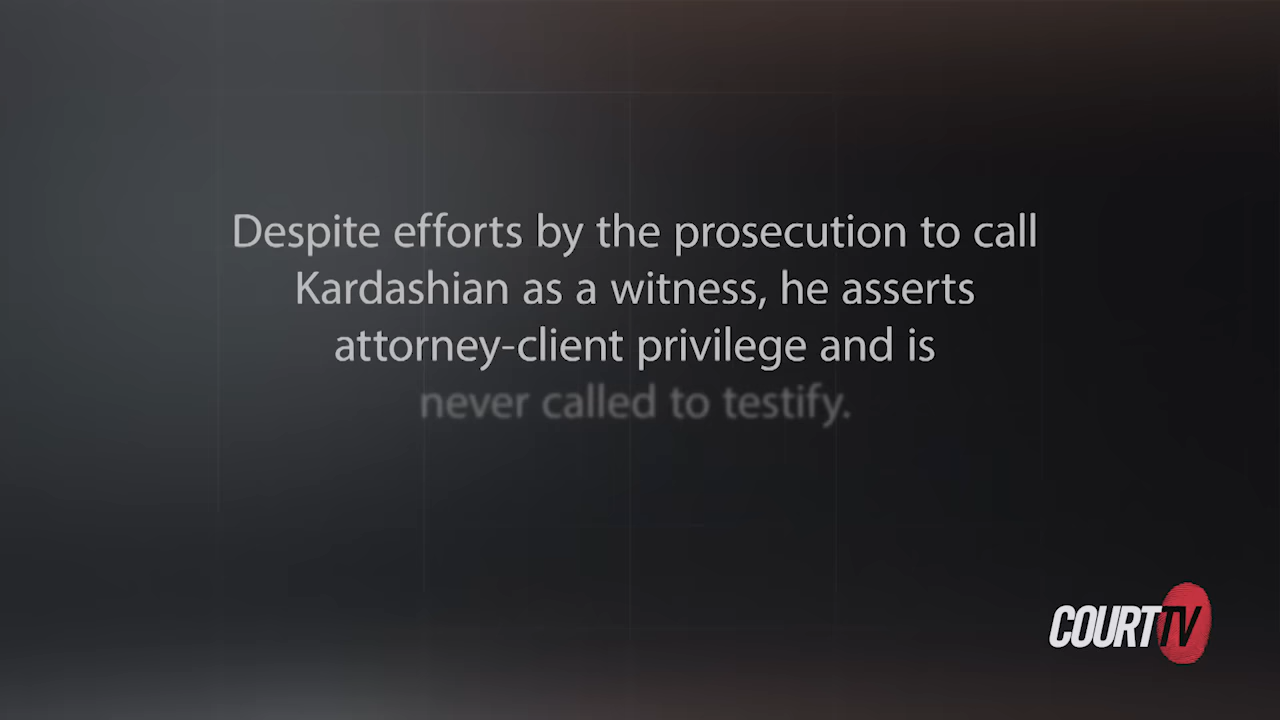 Despite efforts by the prosecution to call
Kardashian as a witness, he asserts
attorney-client privilege and is
never called to testify.
COURT TV